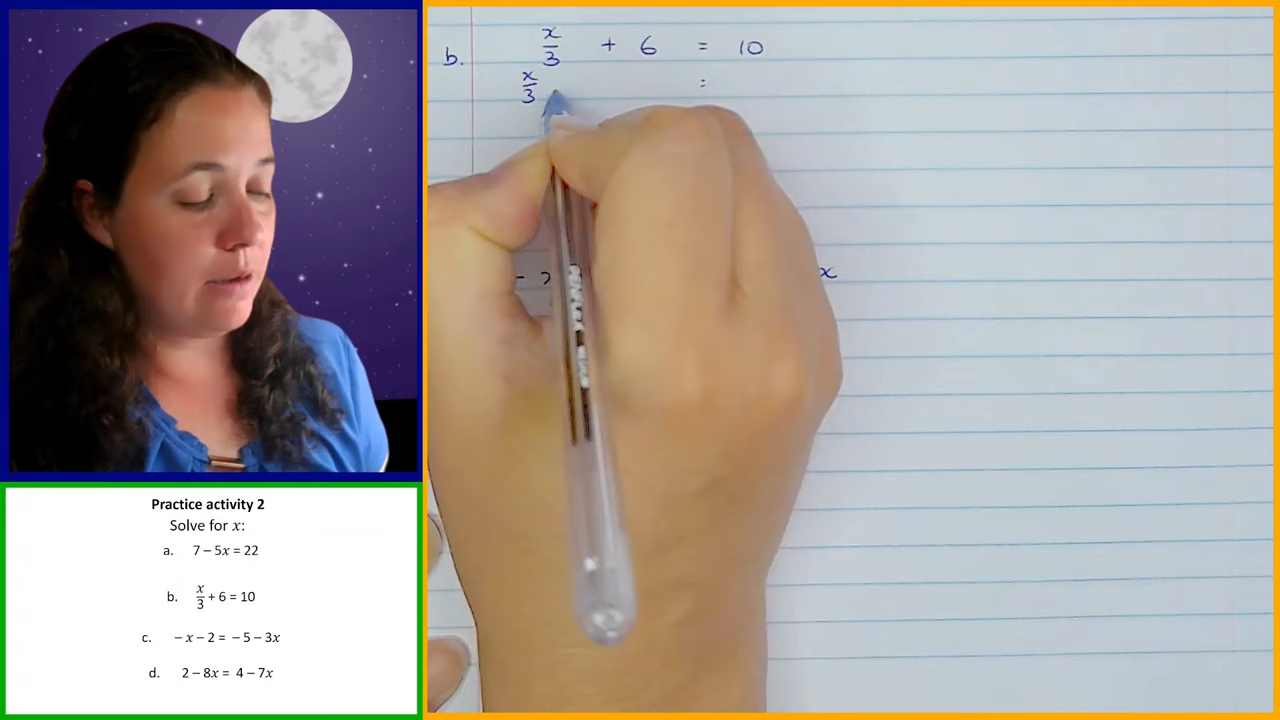 Practice activity 2
Solve for x:
a. 7 – 5x = 22
b. x/3 + 6 = 10
c. – x – 2 = – 5 – 3x
d. 2 – 8x = 4 – 7x
b. x/3 + 6 = 10
x/3 =
-
x